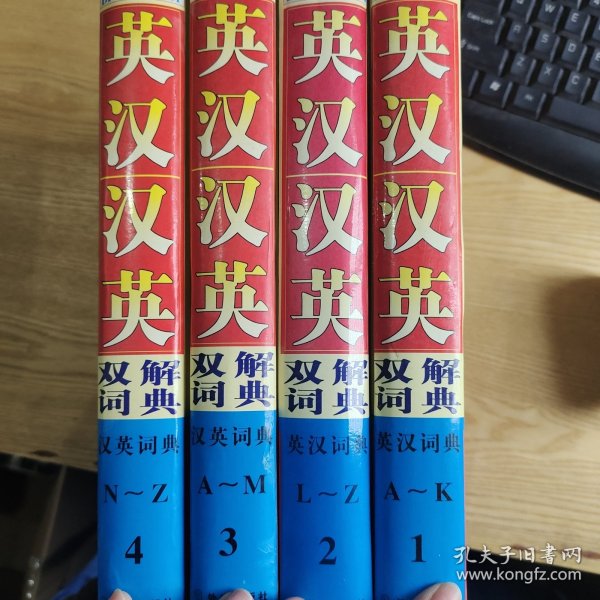 英汉汉英
双解
词典
汉英词典
N～Z
4
英汉汉英
双解
词典
汉英词典
A～M
3
英汉汉英
双解
词典
英汉词典
L～Z
2
英汉汉英
双解
词典
英汉词典
A～K
1
孔夫子旧书网
www.kongfz.com